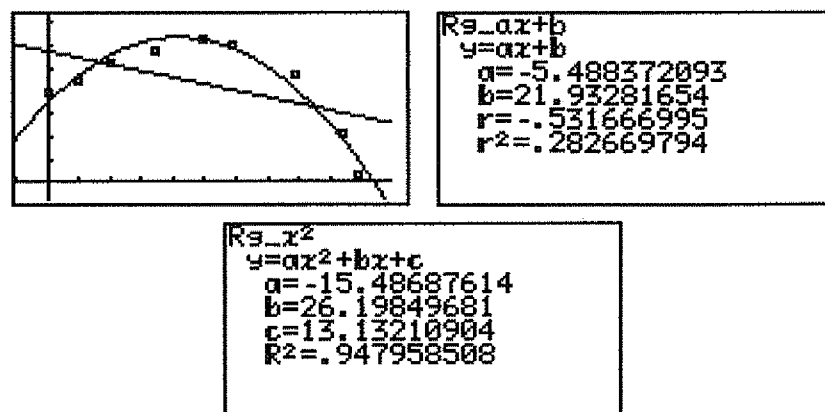 Rg_ax+b
y=ax+b
a=-5.488372093
b=21.93281654
r=-.531666995
r²=.282669794
Rg_x²
y=ax²+bx+c
a=-15.48687614
b=26.19849681
c=13.13210904
R²=.947958508